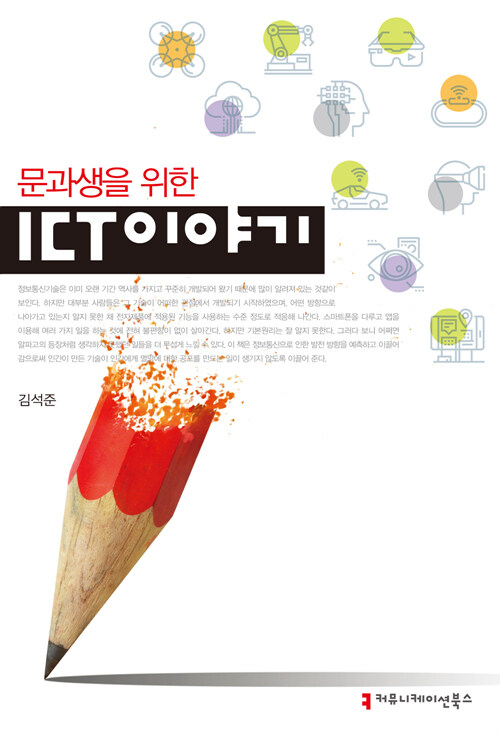 문과생을 위한
ICT이야기
정보통신기술은 이미 오랜 기간 역사를 가지고 꾸준히 개발되어 왔기 때문에 많이 알려져 있는 것같이
보인다. 하지만 대부분 사람들은 그 기술이 어떠한 관점에서 개발되기 시작하였으며, 어떤 방향으로
나아가고 있는지 알지 못한 채 전자제품에 적용된 기능을 사용하는 수준 정도로 적응해 나간다. 스마트폰을 다루고 앱을
이용해 여러 가지 일을 하는 것에 전혀 불편함이 없이 살아간다. 하지만 기본원리는 잘 알지 못한다. 그러다 보니 어쩌면
알파고의 등장처럼 생각하지 일들을 더 무섭게 느낄 수 있다. 이 책은 정보통신으로 인한 발전 방향을 예측하고 이끌어
감으로써 인간이 만든 기술이 인간에게 대한 공포를 만드는 일이 생기지 않도록 이끌어 준다.
김석준
커뮤니케이션북스